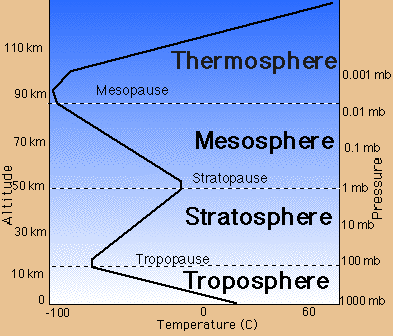 110 km
Thermosphere
0.001 mb
Mesopause
90 km
0.01 mb
70 km
Mesosphere
0.1 mb
Stratopause
50 km
1 mb
Altitude
Pressure
Stratosphere
10 mb
30 km
Tropopause
100 mb
10 km
Troposphere
0
1000 mb
-100
0
60
Temperature (C)